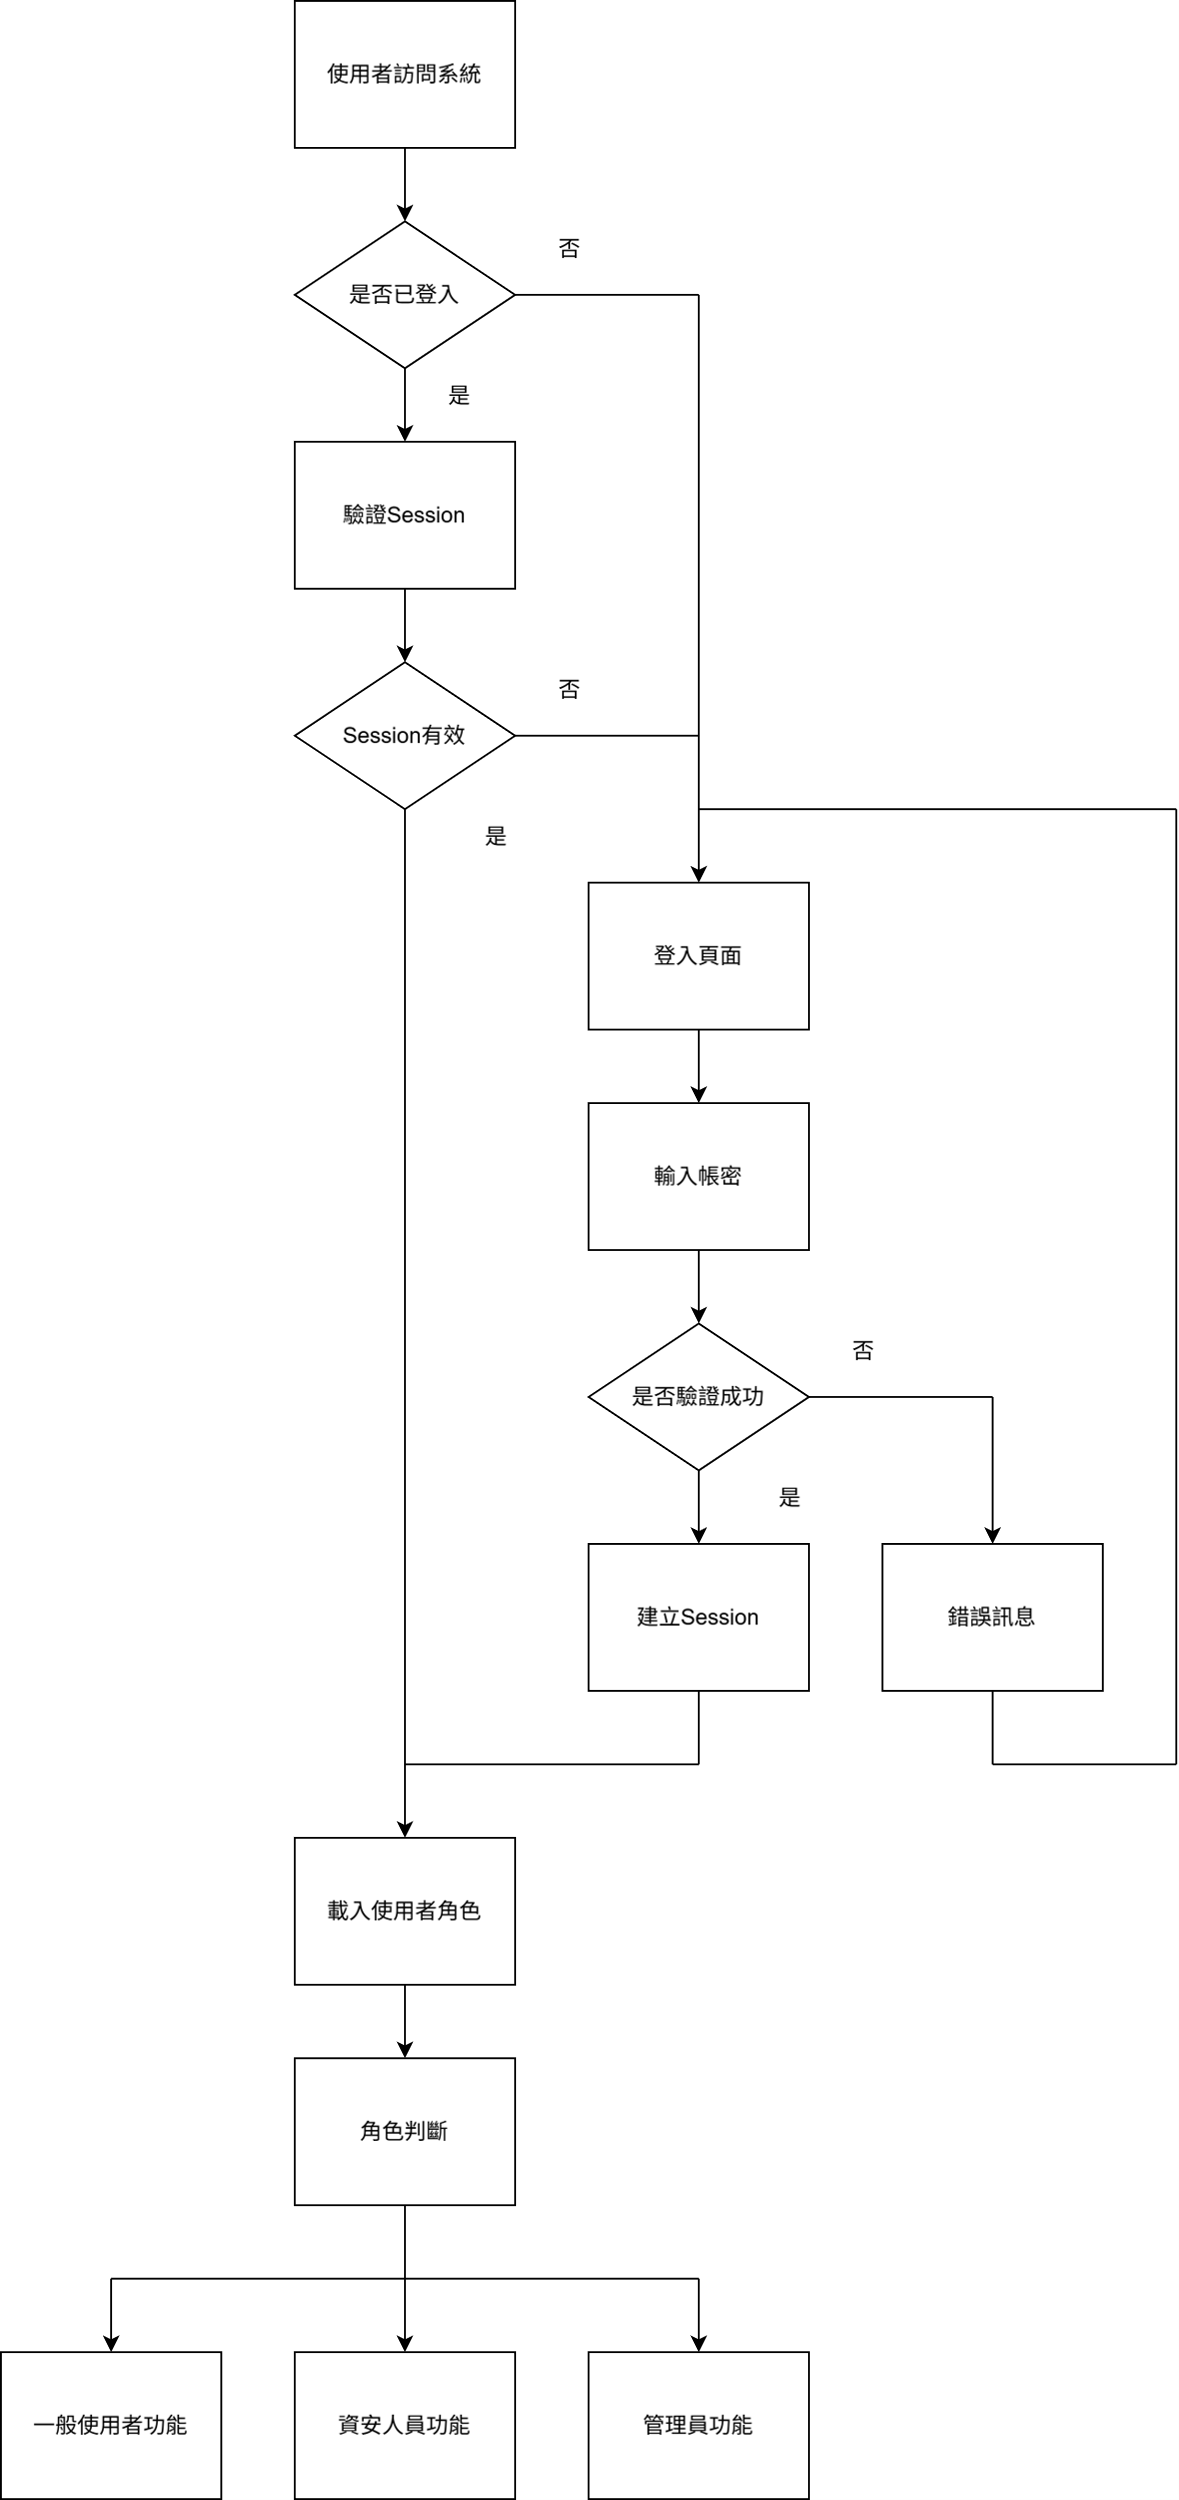 使用者訪問系統
否
是否已登入
是
驗證Session
否
Session有效
是
登入頁面
輸入帳密
否
是否驗證成功
是
建立Session
錯誤訊息
載入使用者角色
角色判斷
一般使用者功能
資安人員功能
管理員功能